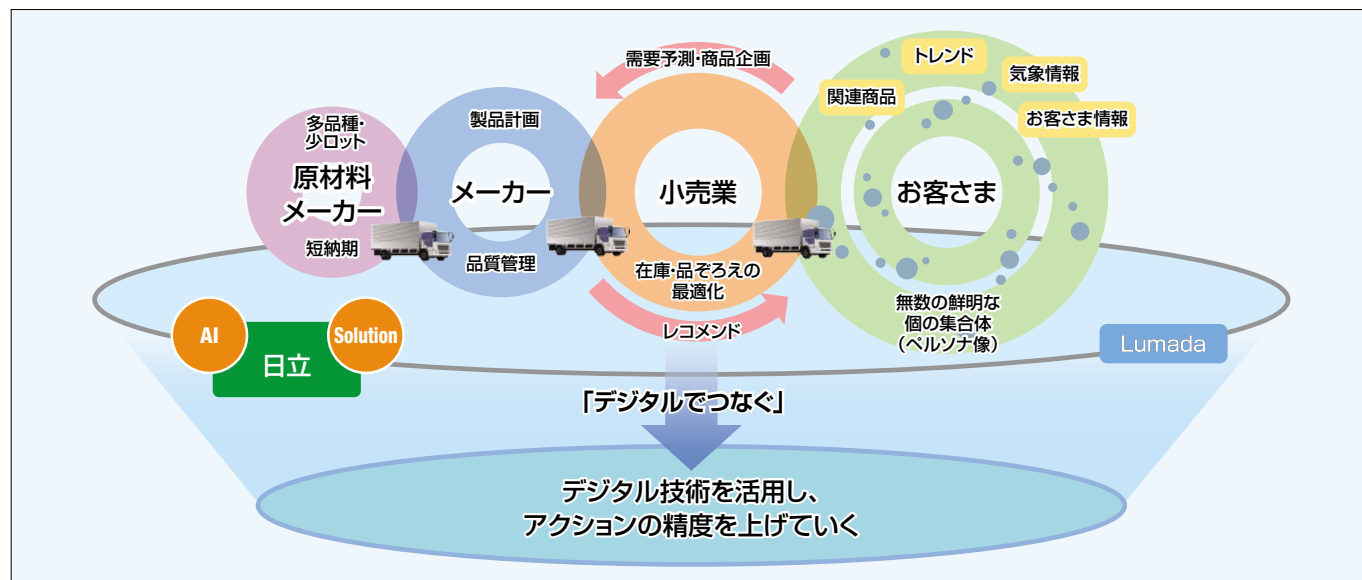 需要予測・商品企画
トレンド
気象情報
関連商品
お客さま情報
多品種・
少ロット
原材料
メーカー
短納期
製品計画
メーカー
品質管理
小売業
在庫・品ぞろえの
最適化
レコメンド
お客さま
無数の鮮明な
個の集合体
(ペルソナ像)
AI
Solution
日立
Lumada
「デジタルでつなぐ」
デジタル技術を活用し、
アクションの精度を上げていく